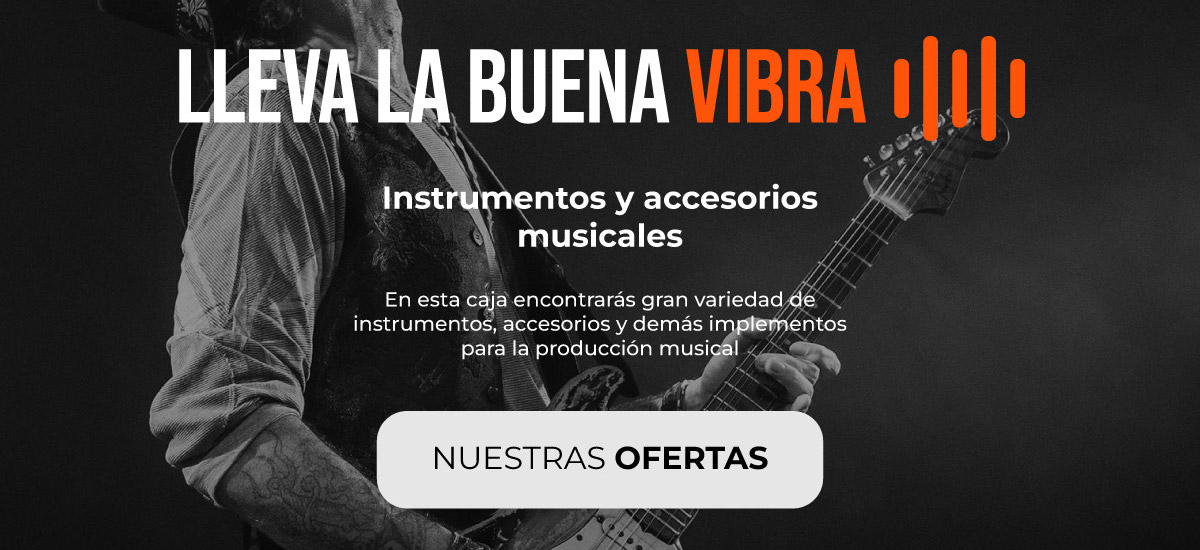 LLEVA LA BUENA VIBRA
Instrumentos y accesorios
musicales
En esta caja encontrarás gran variedad de
instrumentos, accesorios y demás implementos
para la producción musical
NUESTRAS OFERTAS